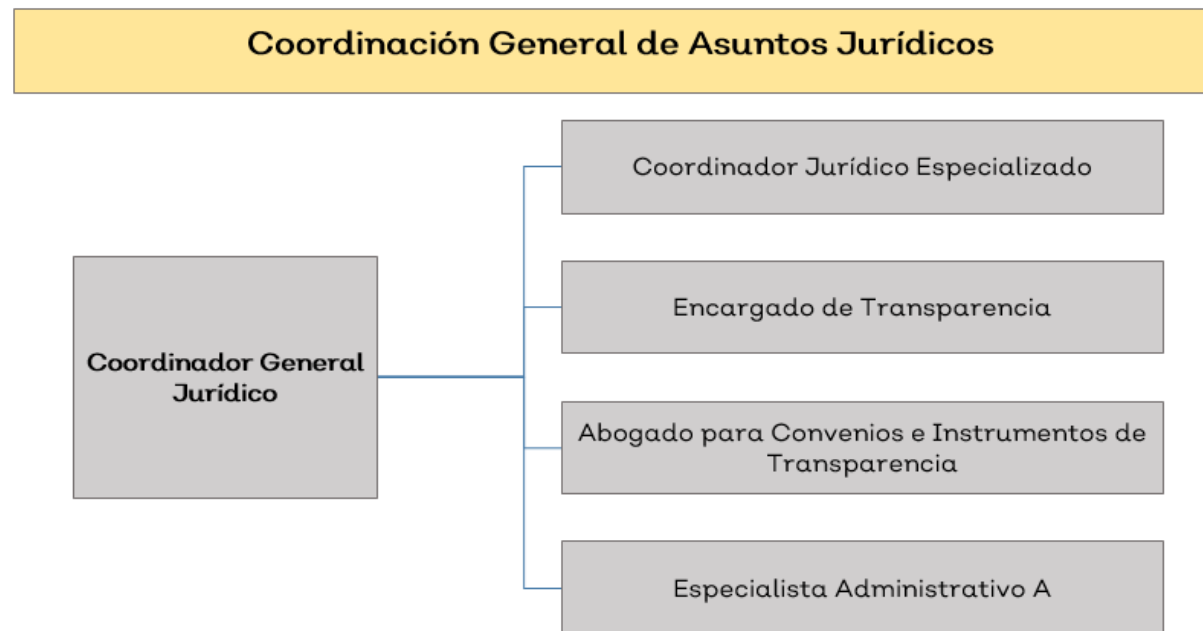 Coordinación General de Asuntos Jurídicos
Coordinador Jurídico Especializado
Encargado de Transparencia
Coordinador General
Jurídico
Abogado para Convenios e Instrumentos de
Transparencia
Especialista Administrativo A